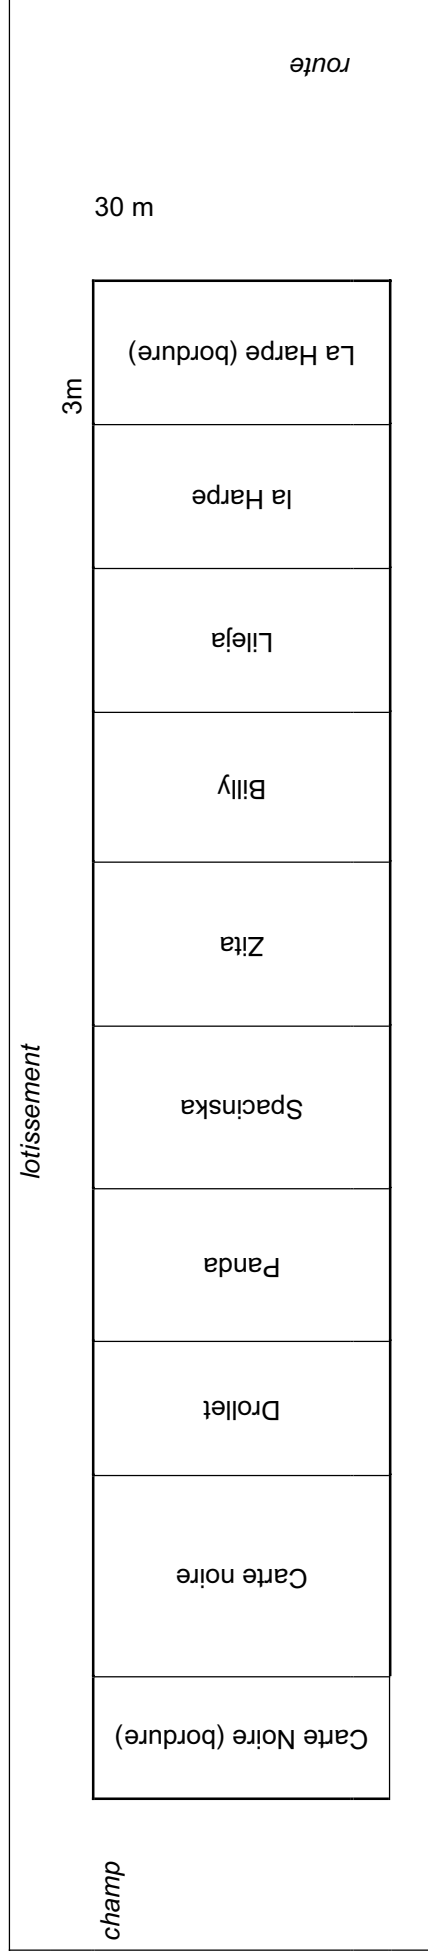 route
30 m
3m
La Harpe (bordure)
la Harpe
Lileja
Billy
Zita
lotissement
Spacinska
Panda
Drollet
Carte noire
Carte Noire (bordure)
champ